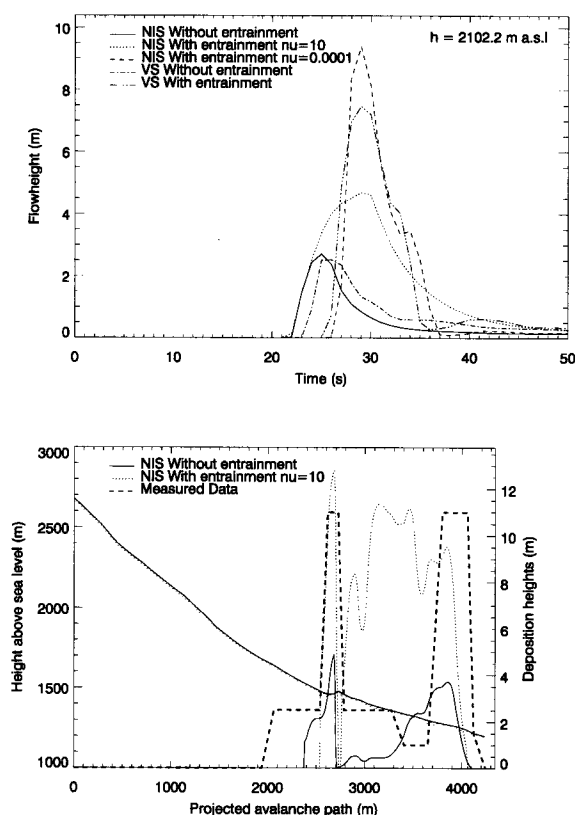 10
8
6
4
2
0
Flowheight (m)
NIS Without entrainment
NIS With entrainment nu=10
NIS With entrainment nu=0.0001
VS Without entrainment
VS With entrainment
h = 2102.2 m a.s.l
0
10
20
30
40
50
Time (s)
3000
2500
2000
1500
1000
Height above sea level (m)
NIS Without entrainment
NIS With entrainment nu=10
Measured Data
12
10
8
6
4
2
0
Deposition heights (m)
0
1000
2000
3000
4000
Projected avalanche path (m)